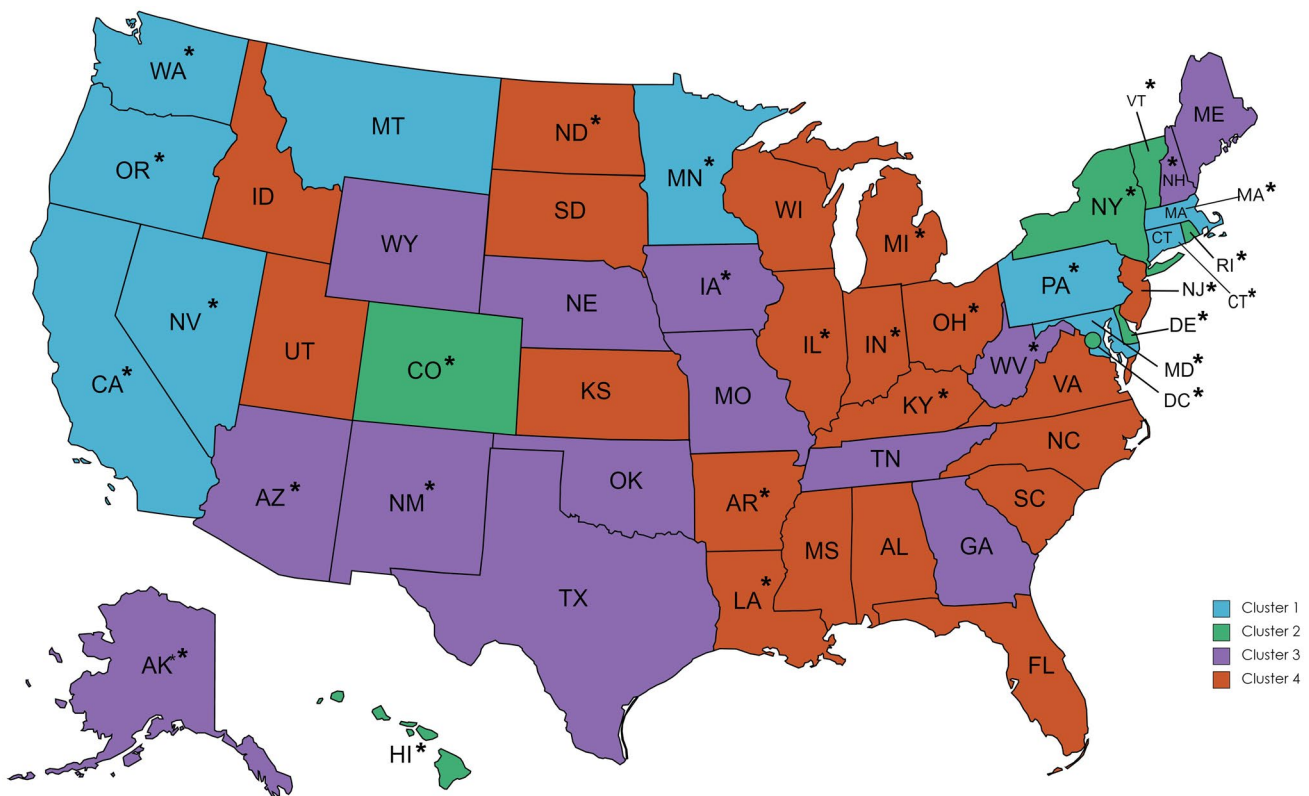 WA*
MT
ND*
MN*
VT*
ME
OR*
ID
SD
WI
MI*
NY*
NH*
MA*
MA
WY
CT
RI*
CT*
NV*
NE
IA*
PA*
NJ*
UT
CO*
IL*
IN*
OH*
DE*
CA*
KS
MO
WV*
VA
MD*
DC*
KY*
NC
AZ*
NM*
OK
TN
AR*
SC
MS
AL
GA
TX
LA*
FL
AK**
HI*
Cluster 1
Cluster 2
Cluster 3
Cluster 4